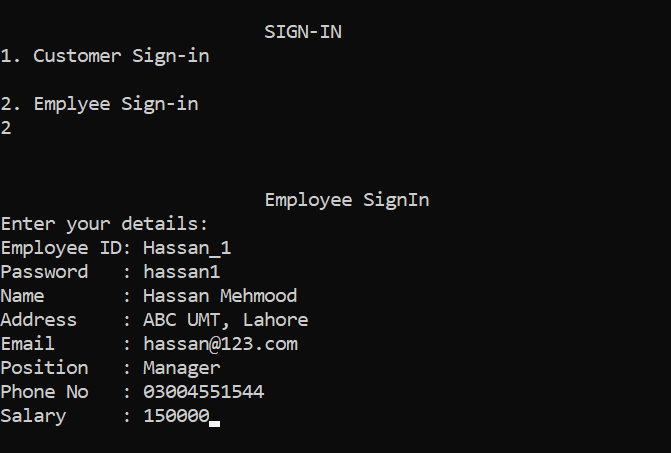 SIGN-IN
1. Customer Sign-in
2. Emplyee Sign-in
2
Employee SignIn
Enter your details:
Employee ID: Hassan_1
Password   : hassan1
Name       : Hassan Mehmood
Address    : ABC UMT, Lahore
Email      : hassan@123.com
Position   : Manager
Phone No   : 03004551544
Salary     : 150000